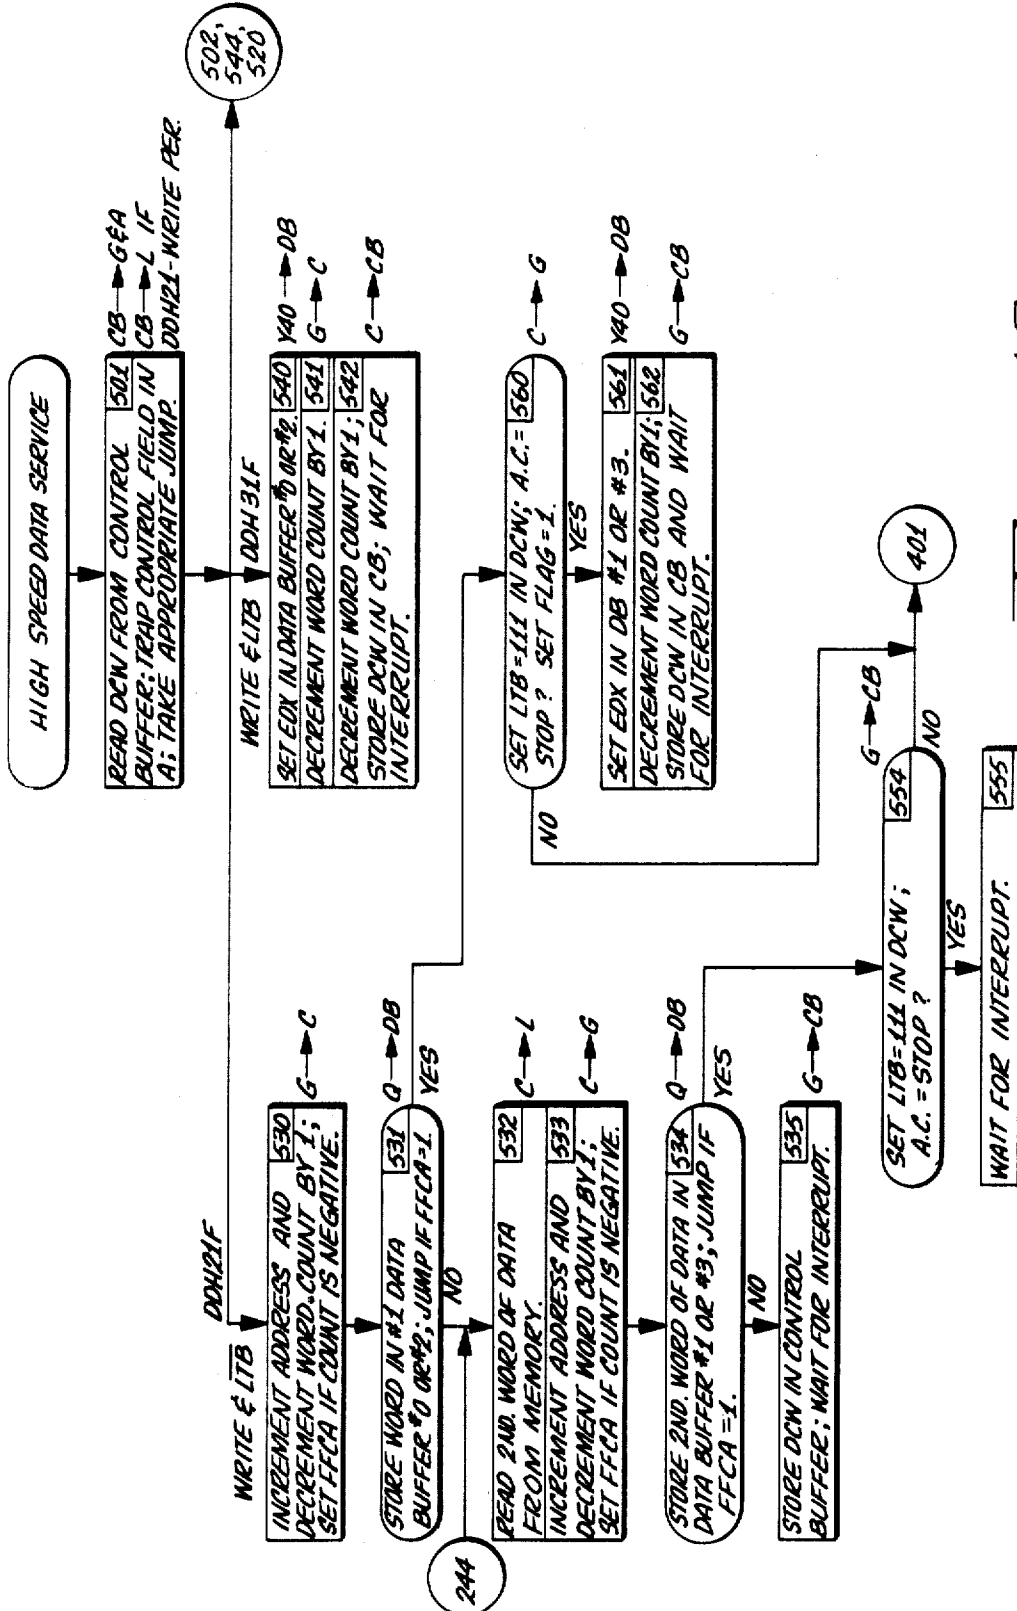 HIGH SPEED DATA SERVICE
READ DCW FROM CONTROL 501
BUFFER; TRAP CONTROL FIELD IN
A; TAKE APPROPRIATE JUMP.
CB→G&A
CB→L IF
DDH21-WRITE PER.
502,
544,
520
WRITE & LTB DDH31F
SET EOX IN DATA BUFFER #0 OR #2. 540
DECREMENT WORD COUNT BY 1. 541
DECREMENT WORD COUNT BY 1; 542
STORE DCW IN CB; WAIT FOR
INTERRUPT.
Y40→DB
G→C
C→CB
WRITE & L̅T̅B̅ DDH21F
INCREMENT ADDRESS AND 530
DECREMENT WORD COUNT BY 1;
SET FFCA IF COUNT IS NEGATIVE.
G→C
STORE WORD IN #1 DATA 531
BUFFER #0 OR #2; JUMP IF FFCA=1.
Q→DB
YES
NO
244
READ 2ND. WORD OF DATA 532
FROM MEMORY.
INCREMENT ADDRESS AND 533
DECREMENT WORD COUNT BY 1;
SET FFCA IF COUNT IS NEGATIVE.
C→L
C→G
STORE 2ND. WORD OF DATA IN 534
DATA BUFFER #1 OR #3; JUMP IF
FFCA=1.
Q→DB
YES
NO
STORE DCW IN CONTROL 535
BUFFER; WAIT FOR INTERRUPT.
G→CB
SET LTB=111 IN DCW; A.C.= 560
STOP? SET FLAG=1.
C→G
YES
NO
SET EOX IN DB #1 OR #3. 561
DECREMENT WORD COUNT BY 1; 562
STORE DCW IN CB AND WAIT
FOR INTERRUPT.
Y40→DB
G→CB
SET LTB=111 IN DCW; 554
A.C.=STOP?
G→CB
NO
401
YES
WAIT FOR INTERRUPT. 555